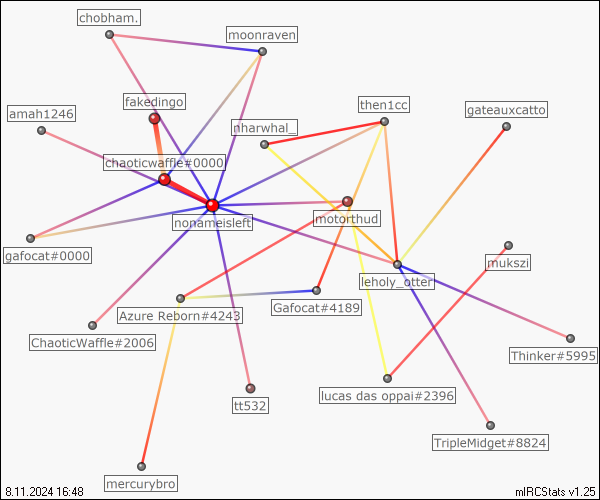 chobham.
moonraven
fakedingo
then1cc
gateauxcatto
amah1246
nharwhal_
chaoticwaffle#0000
nonameisleft
motorthud
gafocat#0000
mukszi
leholy_otter
Azure Reborn#4243
Gafocat#4189
ChaoticWaffle#2006
Thinker#5995
tt532
lucas das oppai#2396
TripleMidget#8824
mercurybro
8.11.2024 16:48
mIRCStats v1.25